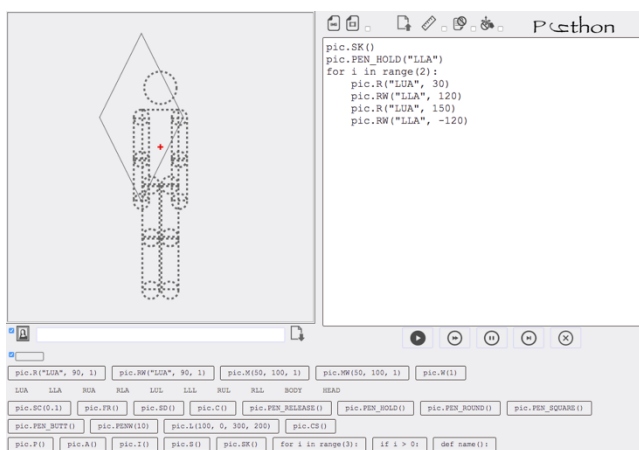 Python
pic.SK()
pic.PEN_HOLD("LLA")
for i in range(2):
pic.R("LUA", 30)
pic.RW("LLA", 120)
pic.R("LUA", 150)
pic.RW("LLA", -120)
pic.R("LUA", 90, 1) pic.RW("LUA", 90, 1) pic.M(50, 100, 1) pic.MW(50, 100, 1) pic.W(1)
LUA LLA RUA RLA LUL LLL RUL RLL BODY HEAD
pic.SC(0.1) pic.FR() pic.SD() pic.C() pic.PEN_RELEASE() pic.PEN_HOLD() pic.PEN_ROUND() pic.PEN_SQUARE()
pic.PEN_BUTT() pic.PENW(10) pic.L(100, 0, 300, 200) pic.CS()
pic.P() pic.A() pic.I() pic.S() pic.SK() for i in range(3): if i > 0: def name():